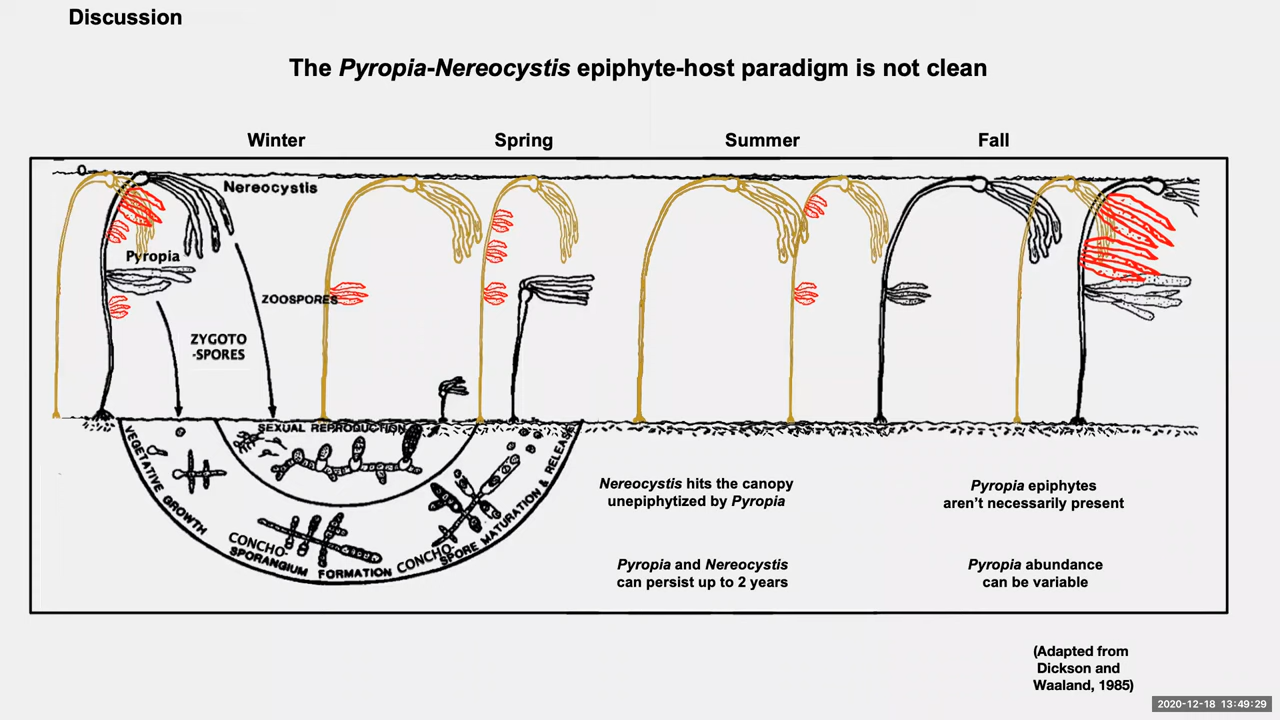 Discussion
The Pyropia-Nereocystis epiphyte-host paradigm is not clean
Winter
Spring
Summer
Fall
0
Nereocystis
Pyropia
ZOOSPORES
ZYGOTO
-SPORES
SEXUAL REPRODUCTION
VEGETATIVE GROWTH
CONCHO-
SPORANGIUM FORMATION
CONCHO-
SPORE MATURATION & RELEASE
Nereocystis hits the canopy
unepiphytized by Pyropia
Pyropia and Nereocystis
can persist up to 2 years
Pyropia epiphytes
aren't necessarily present
Pyropia abundance
can be variable
(Adapted from
Dickson and
Waaland, 1985)
2020-12-18 13:49:29